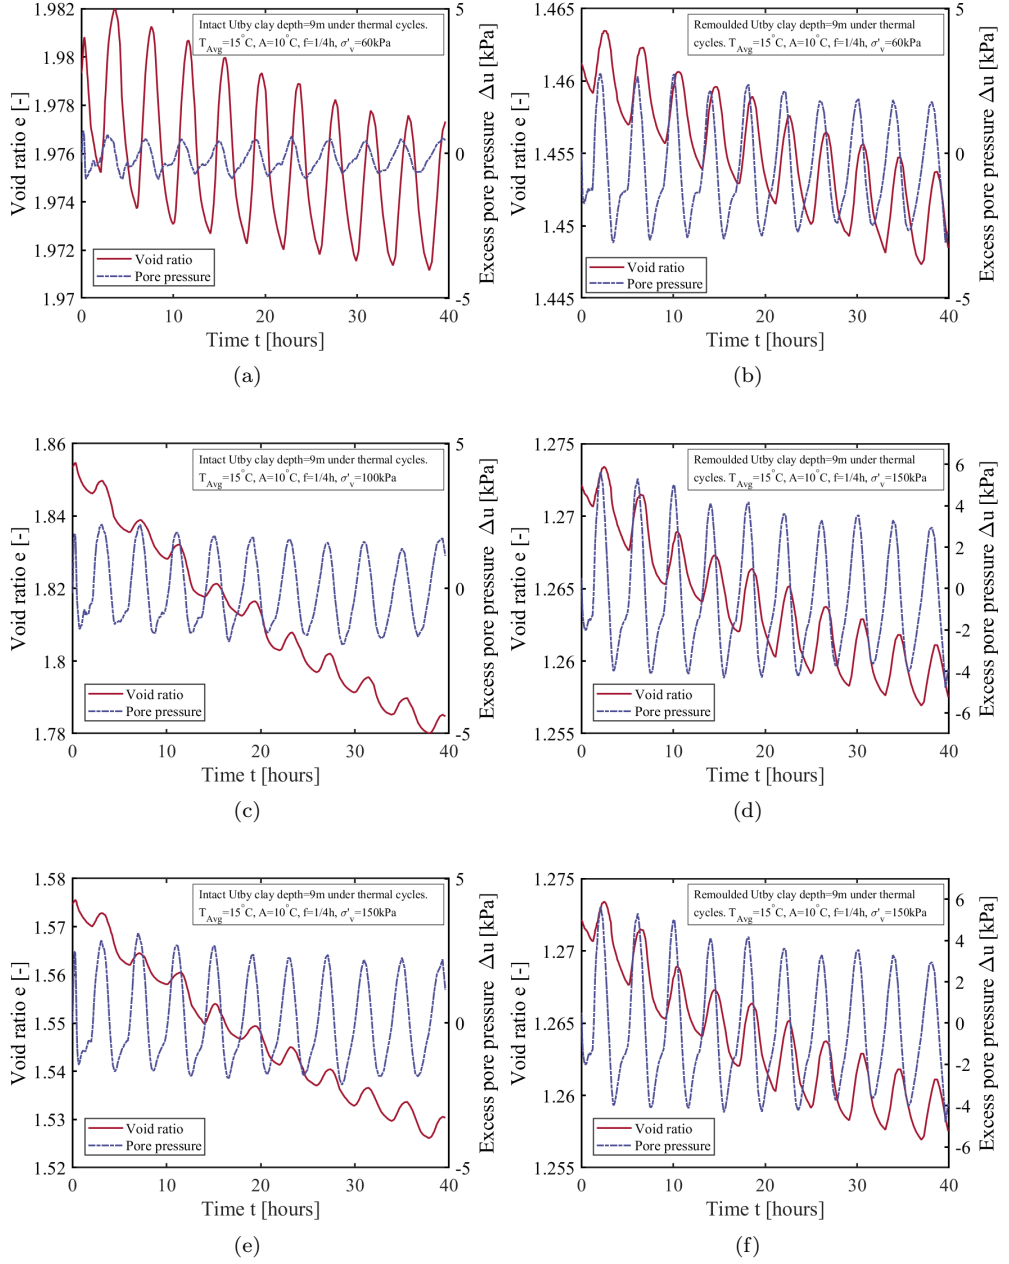 Intact Utby clay depth=9m under thermal cycles.
T_Avg=15°C, A=10°C, f=1/4h, σ'_v=60kPa
Void ratio e [-]
1.982
1.98
1.978
1.976
1.974
1.972
1.97
Excess pore pressure Δu [kPa]
5
0
-5
Void ratio
Pore pressure
0 10 20 30 40
Time t [hours]
(a)
Remoulded Utby clay depth=9m under thermal
cycles. T_Avg=15°C, A=10°C, f=1/4h, σ'_v=60kPa
Void ratio e [-]
1.465
1.46
1.455
1.45
1.445
Excess pore pressure Δu [kPa]
5
0
-5
Void ratio
Pore pressure
0 10 20 30 40
Time t [hours]
(b)
Intact Utby clay depth=9m under thermal cycles.
T_Avg=15°C, A=10°C, f=1/4h, σ'_v=100kPa
Void ratio e [-]
1.86
1.84
1.82
1.8
1.78
Excess pore pressure Δu [kPa]
5
0
-5
Void ratio
Pore pressure
0 10 20 30 40
Time t [hours]
(c)
Remoulded Utby clay depth=9m under thermal
cycles. T_Avg=15°C, A=10°C, f=1/4h, σ'_v=150kPa
Void ratio e [-]
1.275
1.27
1.265
1.26
1.255
Excess pore pressure Δu [kPa]
6
4
2
0
-2
-4
-6
Void ratio
Pore pressure
0 10 20 30 40
Time t [hours]
(d)
Intact Utby clay depth=9m under thermal cycles.
T_Avg=15°C, A=10°C, f=1/4h, σ'_v=150kPa
Void ratio e [-]
1.58
1.57
1.56
1.55
1.54
1.53
1.52
Excess pore pressure Δu [kPa]
5
0
-5
Void ratio
Pore pressure
0 10 20 30 40
Time t [hours]
(e)
Remoulded Utby clay depth=9m under thermal
cycles. T_Avg=15°C, A=10°C, f=1/4h, σ'_v=150kPa
Void ratio e [-]
1.275
1.27
1.265
1.26
1.255
Excess pore pressure Δu [kPa]
6
4
2
0
-2
-4
-6
Void ratio
Pore pressure
0 10 20 30 40
Time t [hours]
(f)